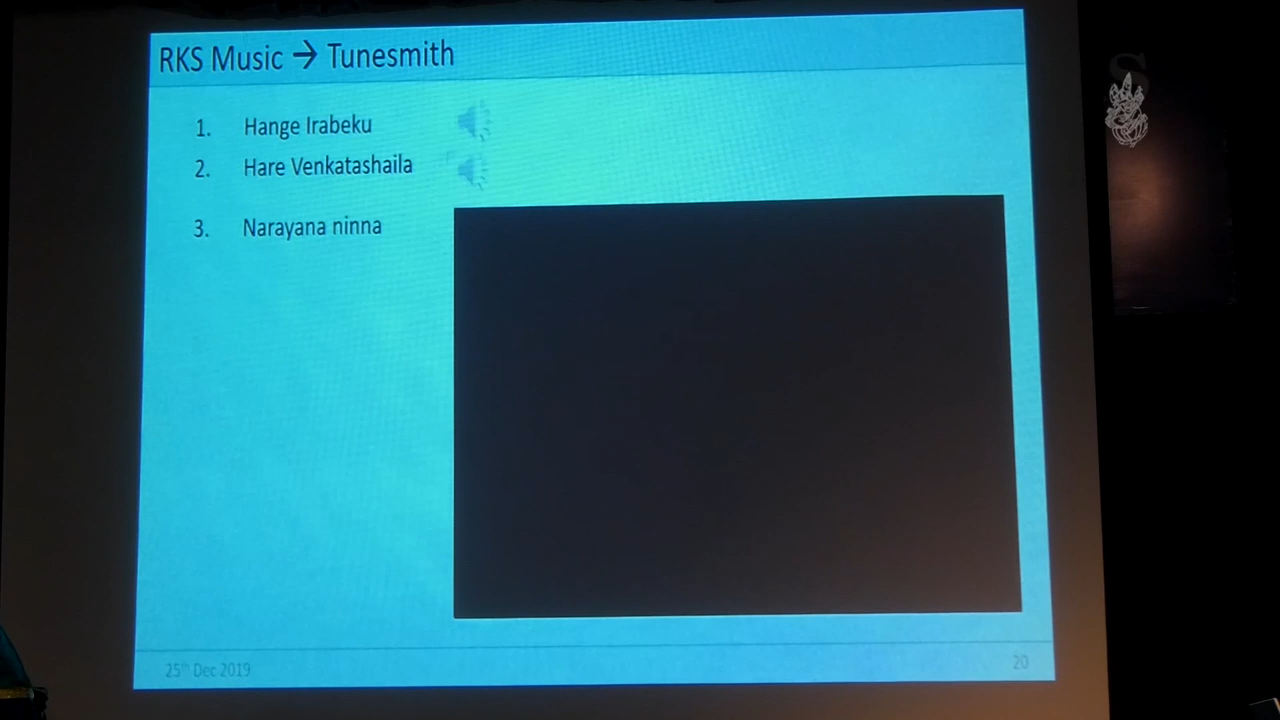 RKS Music → Tunesmith
1. Hange Irabeku
2. Hare Venkatashaila
3. Narayana ninna
25th Dec 2019
20
S